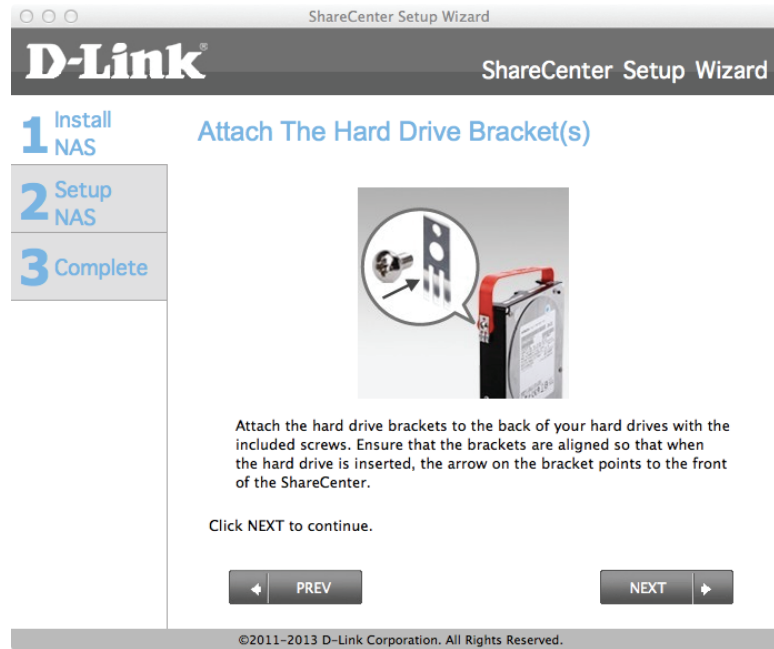 ShareCenter Setup Wizard
D-Link®
ShareCenter Setup Wizard
1 Install
NAS
2 Setup
NAS
3 Complete
Attach The Hard Drive Bracket(s)
Attach the hard drive brackets to the back of your hard drives with the
included screws. Ensure that the brackets are aligned so that when
the hard drive is inserted, the arrow on the bracket points to the front
of the ShareCenter.
Click NEXT to continue.
PREV
NEXT
©2011-2013 D-Link Corporation. All Rights Reserved.